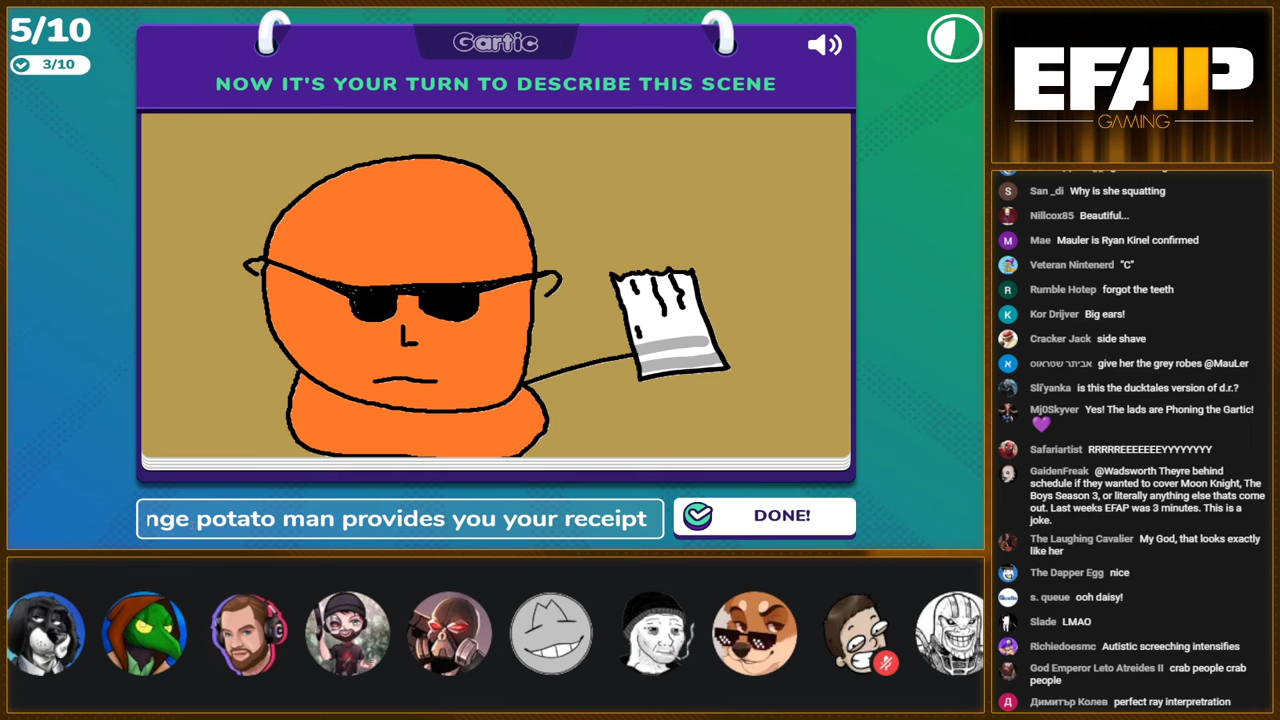 5/10
3/10
Gartic
NOW IT'S YOUR TURN TO DESCRIBE THIS SCENE
nge potato man provides you your receipt
DONE!
EFAP
GAMING
S San _di Why is she squatting
Nillcox85 Beautiful...
M Mae Mauler is Ryan Kinel confirmed
Veteran Nintenerd "C"
R Rumble Hotep forgot the teeth
K Kor Drijver Big ears!
Cracker Jack side shave
א אביתר שטראוס give her the grey robes @MauLer
Sli'yanka is this the ducktales version of d.r.?
Mj0Skyver Yes! The lads are Phoning the Gartic!
Safariartist RRRRREEEEEEEYYYYYYYY
GaidenFreak @Wadsworth Theyre behind
schedule if they wanted to cover Moon Knight, The
Boys Season 3, or literally anything else thats come
out. Last weeks EFAP was 3 minutes. This is a
joke.
The Laughing Cavalier My God, that looks exactly
like her
The Dapper Egg nice
s. queue ooh daisy!
Slade LMAO
Richiedoesmc Autistic screeching intensifies
God Emperor Leto Atreides II crab people crab
people
Д Димитър Колев perfect ray interpretation